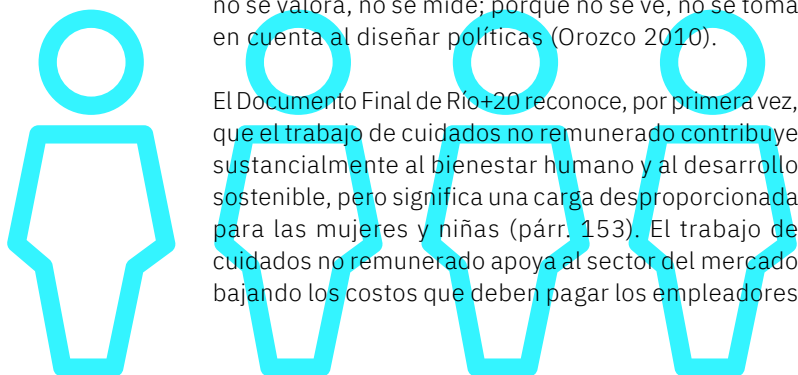 no se valora, no se mide; porque no se ve, no se toma
en cuenta al diseñar políticas (Orozco 2010).
El Documento Final de Río+20 reconoce, por primera vez,
que el trabajo de cuidados no remunerado contribuye
sustancialmente al bienestar humano y al desarrollo
sostenible, pero significa una carga desproporcionada
para las mujeres y niñas (párr. 153). El trabajo de
cuidados no remunerado apoya al sector del mercado
bajando los costos que deben pagar los empleadores